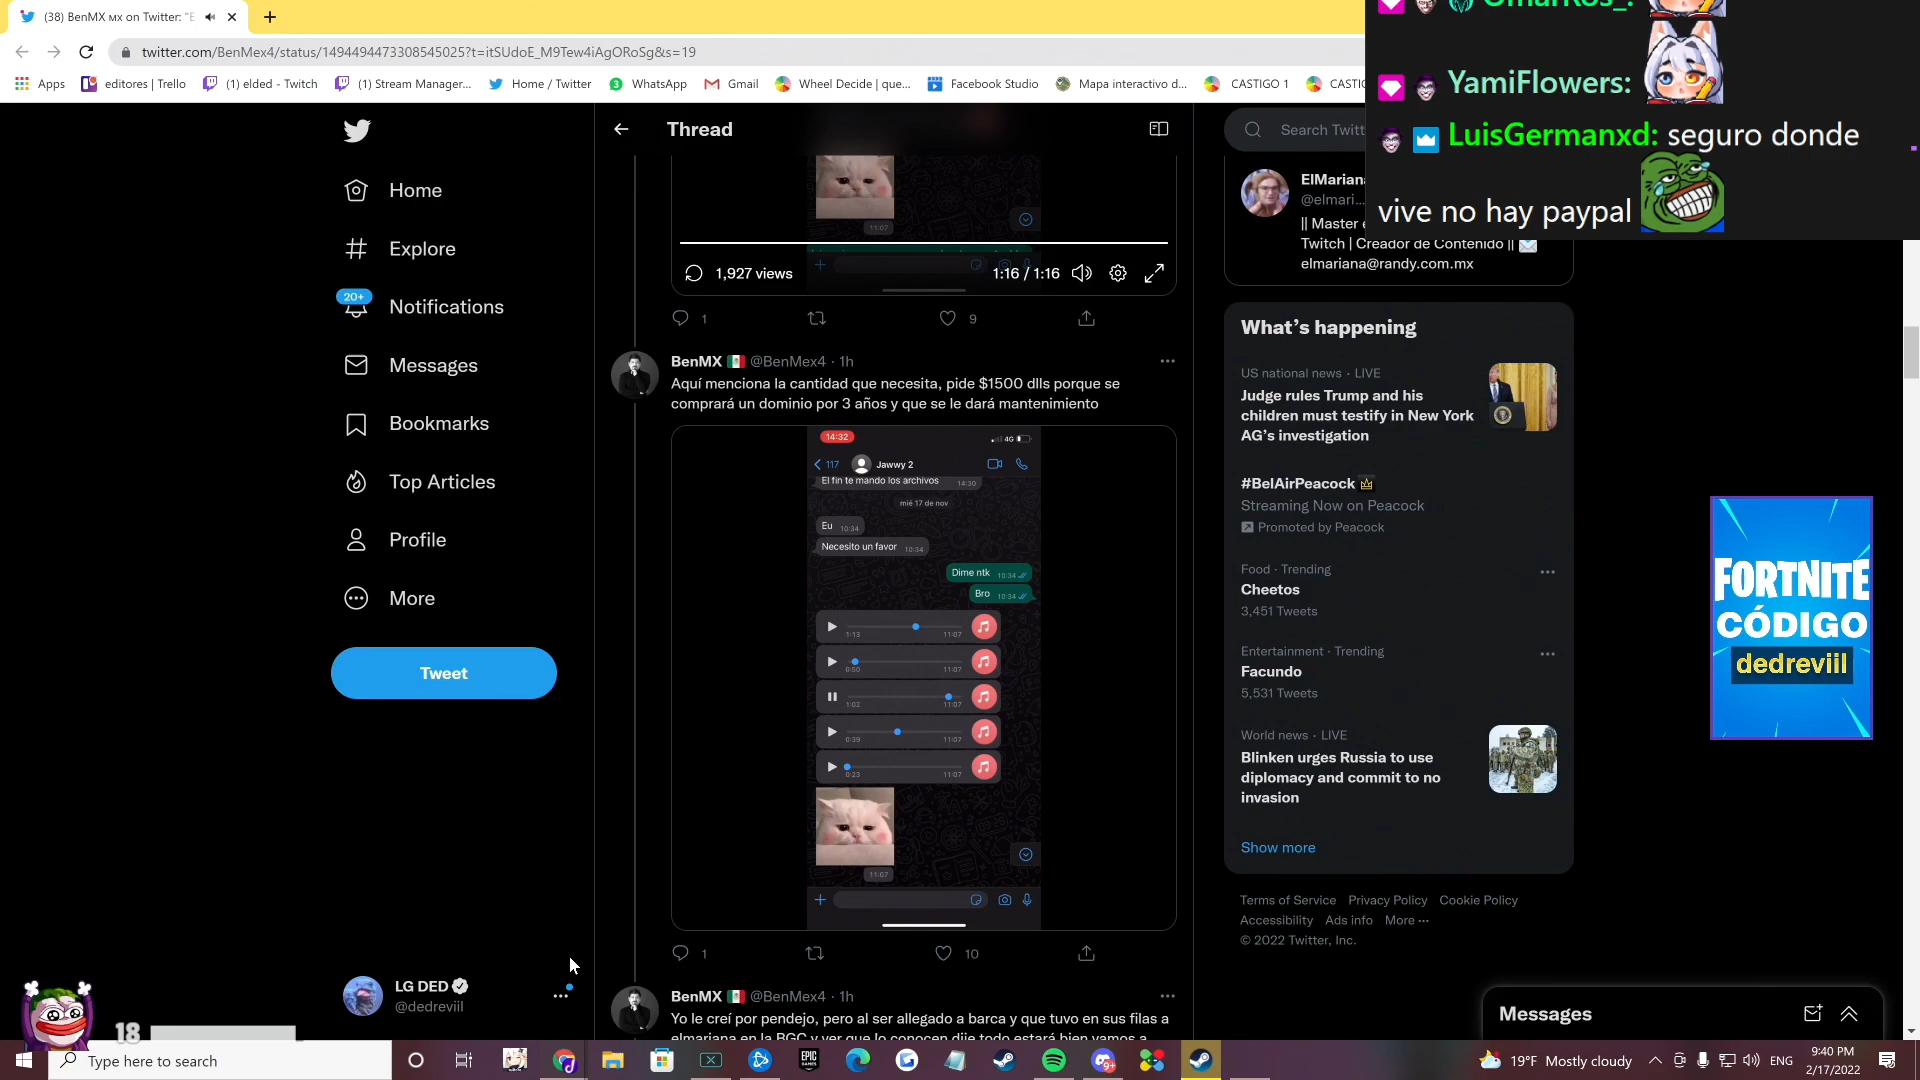 (38) BenMX мx on Twitter: "E
twitter.com/BenMex4/status/1494494473308545025?t=itSUdoE_M9Tew4iAgORoSg&s=19
Apps
editores | Trello
(1) elded - Twitch
(1) Stream Manager...
Home / Twitter
WhatsApp
Gmail
Wheel Decide | que...
Facebook Studio
Mapa interactivo d...
CASTIGO 1
CASTI
YamiFlowers:
LuisGermanxd: seguro donde
vive no hay paypal
Home
Explore
20+
Notifications
Messages
Bookmarks
Top Articles
Profile
More
Tweet
LG DED
@dedreviil
18
Thread
11:07
1,927 views
1:16 / 1:16
1
9
BenMX @BenMex4 · 1h
Aquí menciona la cantidad que necesita, pide $1500 dlls porque se
comprará un dominio por 3 años y que se le dará mantenimiento
14:32
4G
117
Jawwy 2
El fin te mando los archivos 14:30
mié 17 de nov
Eu 10:34
Necesito un favor 10:34
Dime ntk 10:34
Bro 10:34
1:13 11:07
0:50 11:07
1:02 11:07
0:39 11:07
0:23 11:07
11:07
1
10
BenMX @BenMex4 · 1h
Yo le creí por pendejo, pero al ser allegado a barca y que tuvo en sus filas a
elmariana en la BGC y ver que lo conocen dije todo estará bien vamos a
Search Twitt
ElMariana
@elmari...
|| Master
Twitch | Creador de Contenido ||
elmariana@randy.com.mx
What's happening
US national news · LIVE
Judge rules Trump and his
children must testify in New York
AG's investigation
#BelAirPeacock
Streaming Now on Peacock
Promoted by Peacock
Food · Trending
Cheetos
3,451 Tweets
Entertainment · Trending
Facundo
5,531 Tweets
World news · LIVE
Blinken urges Russia to use
diplomacy and commit to no
invasion
Show more
Terms of Service Privacy Policy Cookie Policy
Accessibility Ads info More ···
© 2022 Twitter, Inc.
Messages
FORTNITE
CÓDIGO
dedreviil
Type here to search
EPIC
GAMES
9+
19°F Mostly cloudy
ENG
9:40 PM
2/17/2022